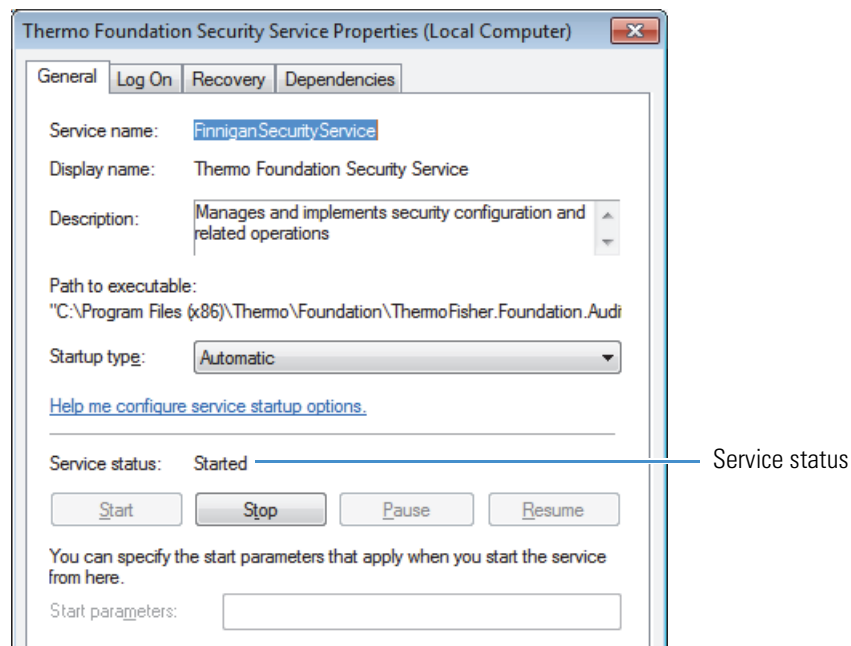 Thermo Foundation Security Service Properties (Local Computer)
General Log On Recovery Dependencies
Service name: FinniganSecurityService
Display name: Thermo Foundation Security Service
Description: Manages and implements security configuration and
related operations
Path to executable:
"C:\Program Files (x86)\Thermo\Foundation\ThermoFisher.Foundation.Audi
Startup type: Automatic
Help me configure service startup options.
Service status: Started Service status
Start Stop Pause Resume
You can specify the start parameters that apply when you start the service
from here.
Start parameters: